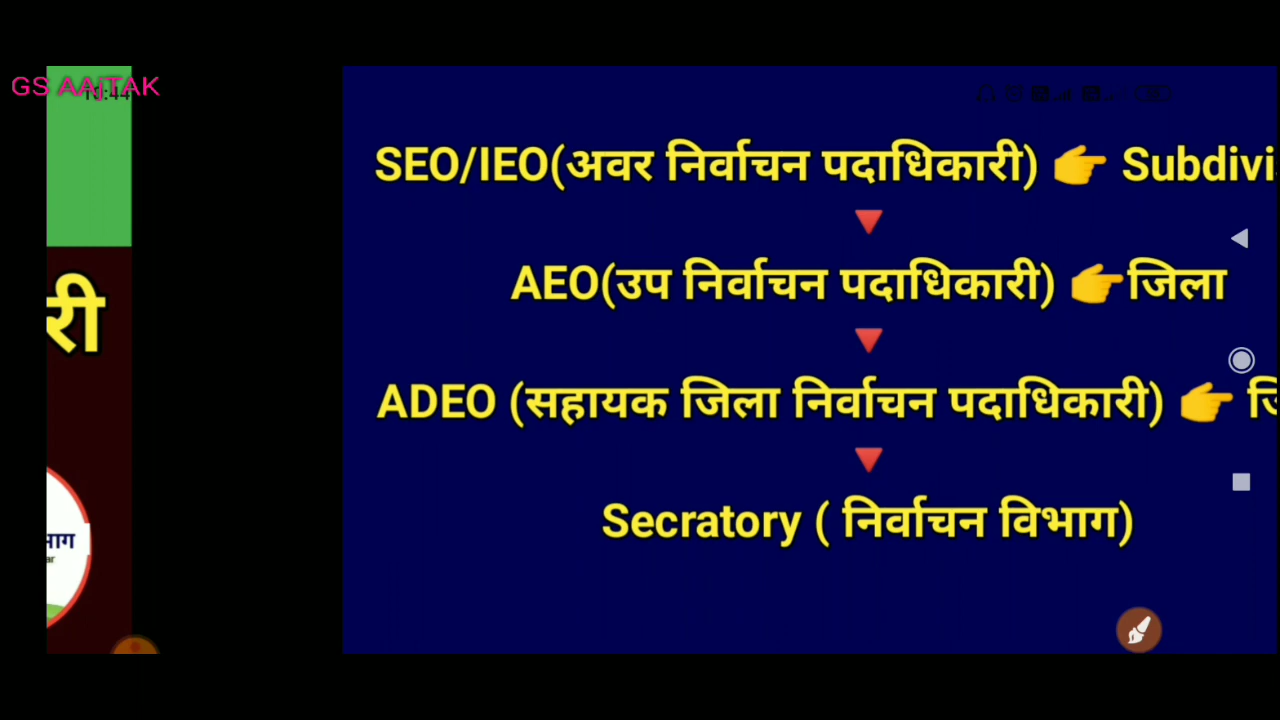 GS AAjTAK
SEO/IEO(अवर निर्वाचन पदाधिकारी) 👉 Subdivi
AEO(उप निर्वाचन पदाधिकारी) 👉जिला
री
ADEO (सहायक जिला निर्वाचन पदाधिकारी) 👉 जि
Secratory ( निर्वाचन विभाग)